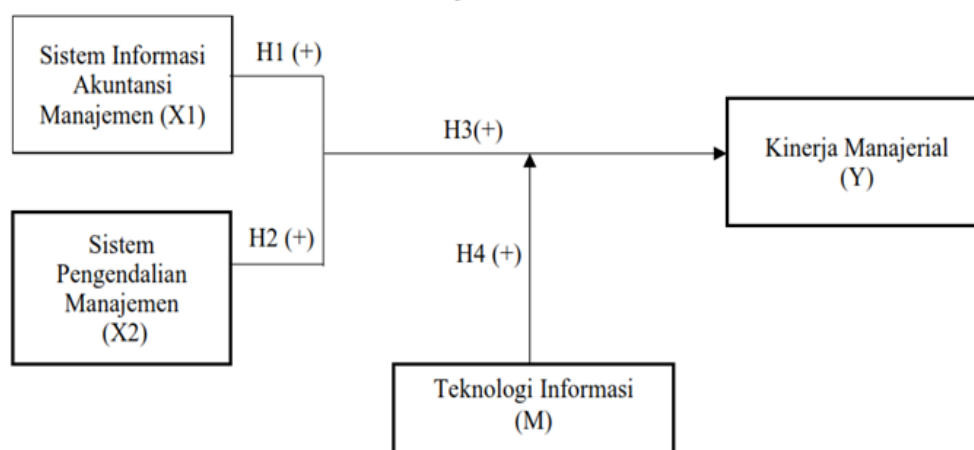 Sistem Informasi
Akuntansi
Manajemen (X1)
H1 (+)
H3(+)
Kinerja Manajerial
(Y)
Sistem
Pengendalian
Manajemen
(X2)
H2 (+)
H4 (+)
Teknologi Informasi
(M)